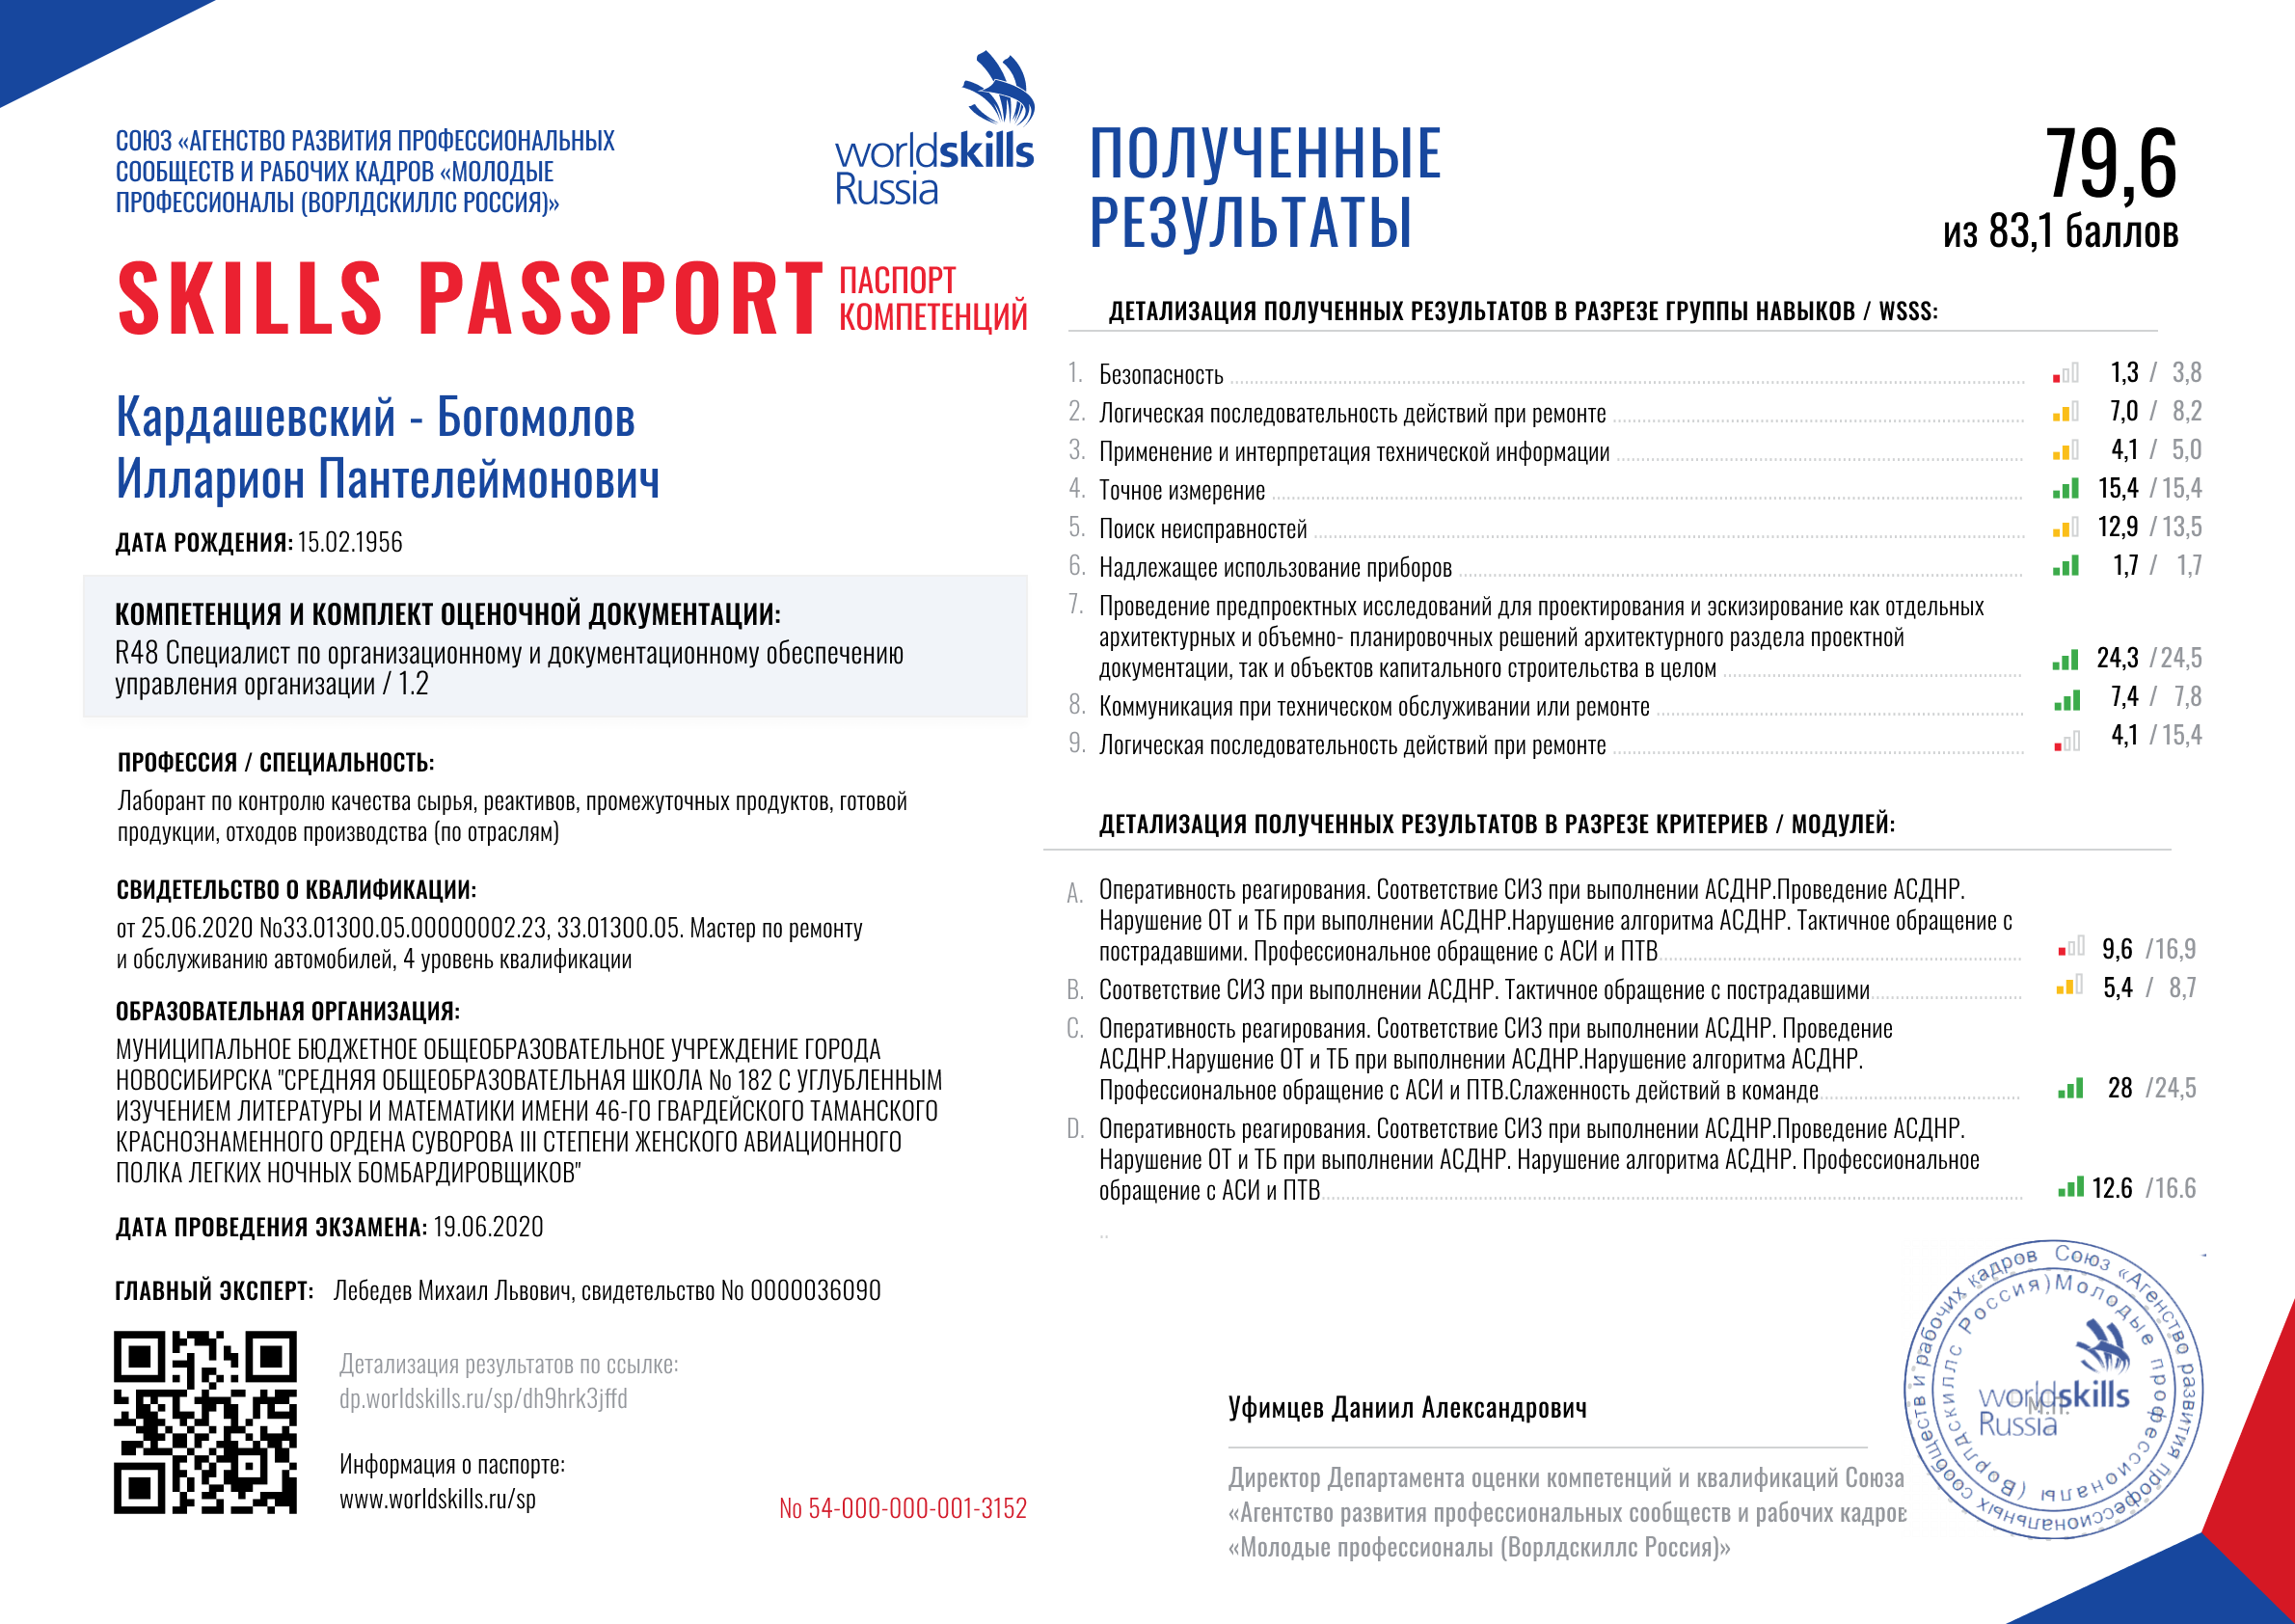 СОЮЗ «АГЕНСТВО РАЗВИТИЯ ПРОФЕССИОНАЛЬНЫХ
СООБЩЕСТВ И РАБОЧИХ КАДРОВ «МОЛОДЫЕ
ПРОФЕССИОНАЛЫ (ВОРЛДСКИЛЛС РОССИЯ)»
worldskills
Russia
SKILLS PASSPORT
ПАСПОРТ
КОМПЕТЕНЦИЙ
Кардашевский - Богомолов
Илларион Пантелеймонович
ДАТА РОЖДЕНИЯ: 15.02.1956
КОМПЕТЕНЦИЯ И КОМПЛЕКТ ОЦЕНОЧНОЙ ДОКУМЕНТАЦИИ:
R48 Специалист по организационному и документационному обеспечению
управления организации / 1.2
ПРОФЕССИЯ / СПЕЦИАЛЬНОСТЬ:
Лаборант по контролю качества сырья, реактивов, промежуточных продуктов, готовой
продукции, отходов производства (по отраслям)
СВИДЕТЕЛЬСТВО О КВАЛИФИКАЦИИ:
от 25.06.2020 №33.01300.05.00000002.23, 33.01300.05. Мастер по ремонту
и обслуживанию автомобилей, 4 уровень квалификации
ОБРАЗОВАТЕЛЬНАЯ ОРГАНИЗАЦИЯ:
МУНИЦИПАЛЬНОЕ БЮДЖЕТНОЕ ОБЩЕОБРАЗОВАТЕЛЬНОЕ УЧРЕЖДЕНИЕ ГОРОДА
НОВОСИБИРСКА "СРЕДНЯЯ ОБЩЕОБРАЗОВАТЕЛЬНАЯ ШКОЛА № 182 С УГЛУБЛЕННЫМ
ИЗУЧЕНИЕМ ЛИТЕРАТУРЫ И МАТЕМАТИКИ ИМЕНИ 46-ГО ГВАРДЕЙСКОГО ТАМАНСКОГО
КРАСНОЗНАМЕННОГО ОРДЕНА СУВОРОВА III СТЕПЕНИ ЖЕНСКОГО АВИАЦИОННОГО
ПОЛКА ЛЕГКИХ НОЧНЫХ БОМБАРДИРОВЩИКОВ"
ДАТА ПРОВЕДЕНИЯ ЭКЗАМЕНА: 19.06.2020
ГЛАВНЫЙ ЭКСПЕРТ: Лебедев Михаил Львович, свидетельство № 0000036090
Детализация результатов по ссылке:
dp.worldskills.ru/sp/dh9hrk3jffd
Информация о паспорте:
www.worldskills.ru/sp
№ 54-000-000-001-3152
ПОЛУЧЕННЫЕ
РЕЗУЛЬТАТЫ
79,6
из 83,1 баллов
ДЕТАЛИЗАЦИЯ ПОЛУЧЕННЫХ РЕЗУЛЬТАТОВ В РАЗРЕЗЕ ГРУППЫ НАВЫКОВ / WSSS:
1. Безопасность 1,3 / 3,8
2. Логическая последовательность действий при ремонте 7,0 / 8,2
3. Применение и интерпретация технической информации 4,1 / 5,0
4. Точное измерение 15,4 / 15,4
5. Поиск неисправностей 12,9 / 13,5
6. Надлежащее использование приборов 1,7 / 1,7
7. Проведение предпроектных исследований для проектирования и эскизирование как отдельных
архитектурных и объемно- планировочных решений архитектурного раздела проектной
документации, так и объектов капитального строительства в целом 24,3 / 24,5
8. Коммуникация при техническом обслуживании или ремонте 7,4 / 7,8
9. Логическая последовательность действий при ремонте 4,1 / 15,4
ДЕТАЛИЗАЦИЯ ПОЛУЧЕННЫХ РЕЗУЛЬТАТОВ В РАЗРЕЗЕ КРИТЕРИЕВ / МОДУЛЕЙ:
A. Оперативность реагирования. Соответствие СИЗ при выполнении АСДНР.Проведение АСДНР.
Нарушение ОТ и ТБ при выполнении АСДНР.Нарушение алгоритма АСДНР. Тактичное обращение с
пострадавшими. Профессиональное обращение с АСИ и ПТВ 9,6 /16,9
B. Соответствие СИЗ при выполнении АСДНР. Тактичное обращение с пострадавшими 5,4 / 8,7
C. Оперативность реагирования. Соответствие СИЗ при выполнении АСДНР. Проведение
АСДНР.Нарушение ОТ и ТБ при выполнении АСДНР.Нарушение алгоритма АСДНР.
Профессиональное обращение с АСИ и ПТВ.Слаженность действий в команде 28 /24,5
D. Оперативность реагирования. Соответствие СИЗ при выполнении АСДНР.Проведение АСДНР.
Нарушение ОТ и ТБ при выполнении АСДНР. Нарушение алгоритма АСДНР. Профессиональное
обращение с АСИ и ПТВ 12.6 /16.6
Уфимцев Даниил Александрович
Директор Департамента оценки компетенций и квалификаций Союза
«Агентство развития профессиональных сообществ и рабочих кадров
«Молодые профессионалы (Ворлдскиллс Россия)»
Союз «Агенство развития профессиональных сообществ и рабочих кадров
Молодые профессионалы (Ворлдскиллс Россия)
worldskills
Russia
М.П.